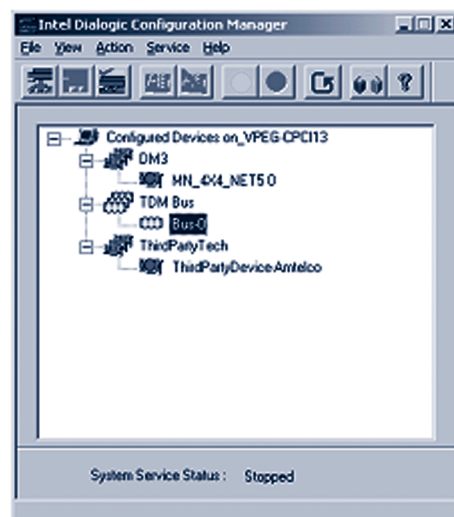 Intel Dialogic Configuration Manager
File View Action Service Help
Configured Devices on_VPEG-CPCI13
DM3
MN_4X4_NET5 0
TDM Bus
Bus-0
ThirdPartyTech
ThirdPartyDevice-Amtelco
System Service Status : Stopped